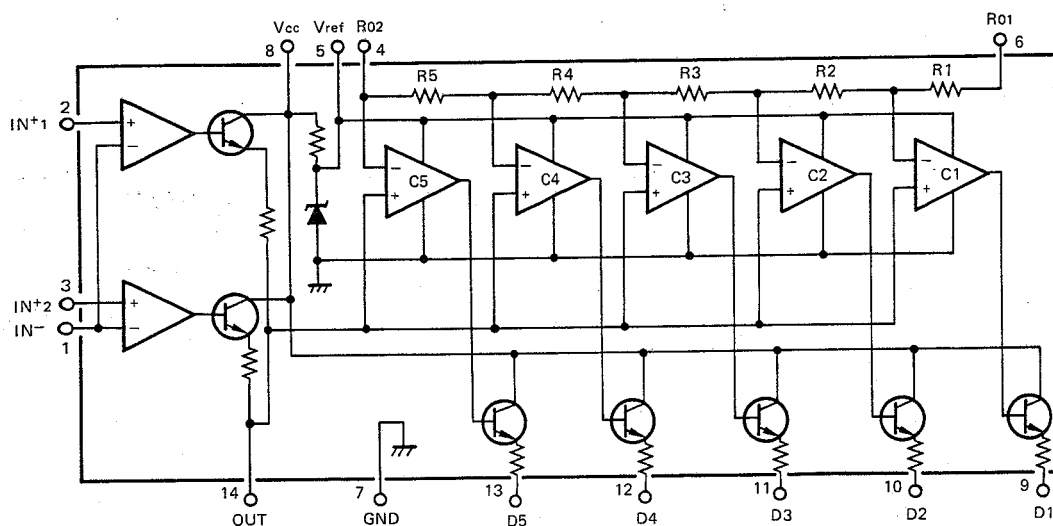 Vcc Vref R02 R01
8 5 4 6
R5 R4 R3 R2 R1
2
IN+1
+
−
− − − − −
C5 C4 C3 C2 C1
+ + + + +
3
IN+2
+
IN−
−
1
14 7 13 12 11 10 9
OUT GND D5 D4 D3 D2 D1